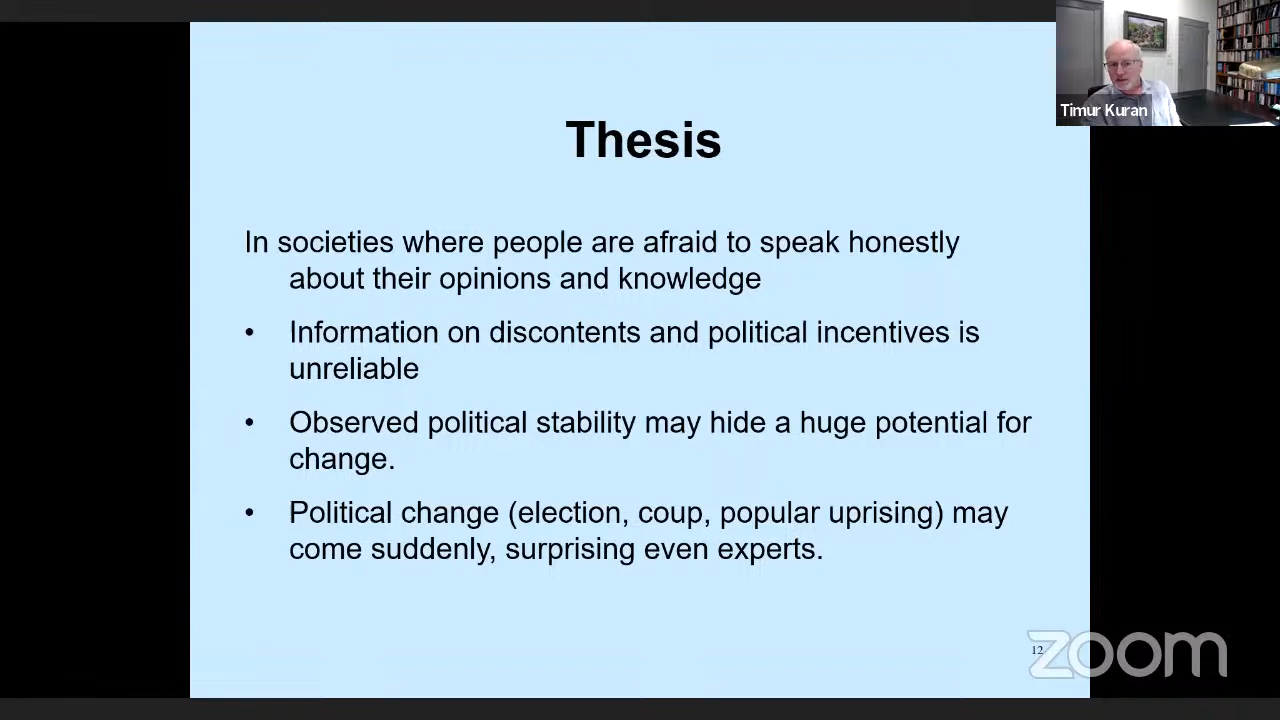 Timur Kuran
Thesis
In societies where people are afraid to speak honestly
about their opinions and knowledge
• Information on discontents and political incentives is
unreliable
• Observed political stability may hide a huge potential for
change.
• Political change (election, coup, popular uprising) may
come suddenly, surprising even experts.
12
zoom